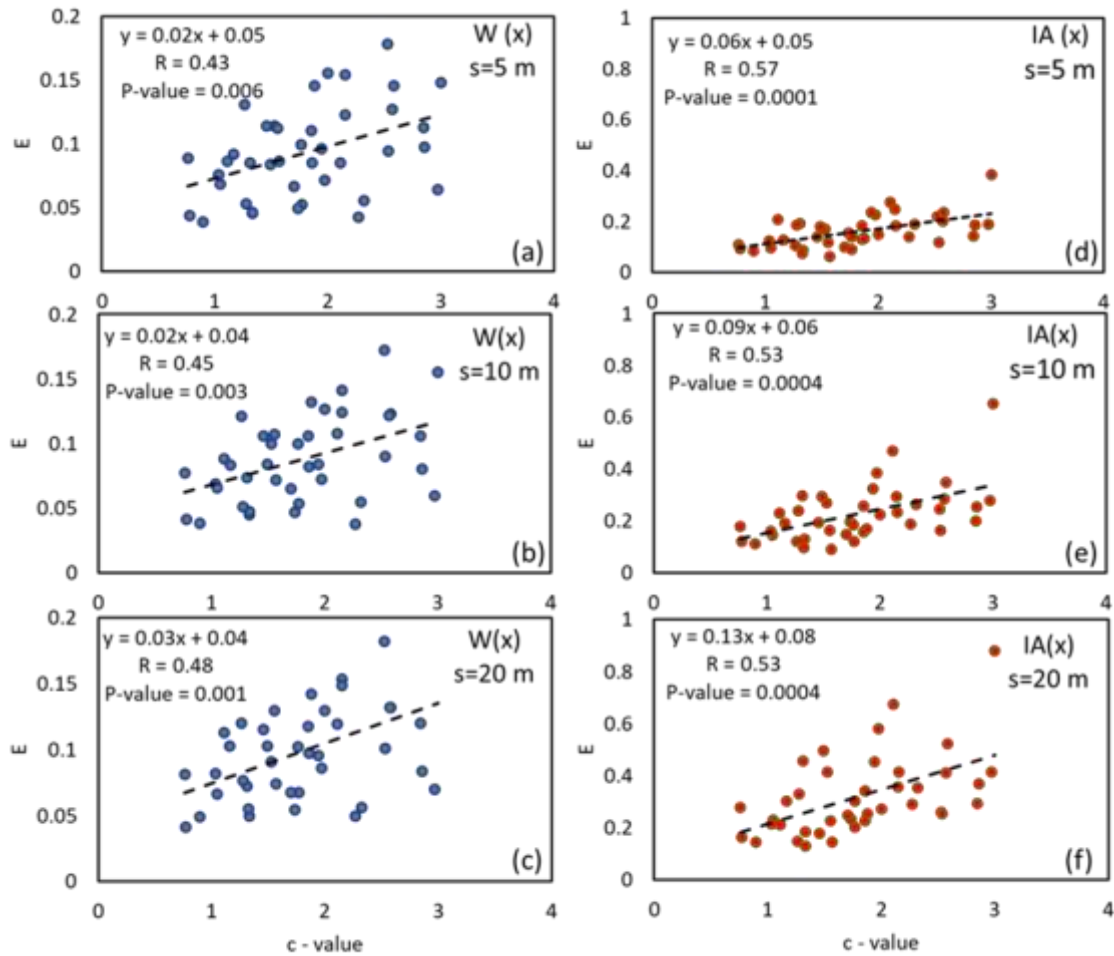 0.2
0.15
0.1
0.05
0
E
y = 0.02x + 0.05
R = 0.43
P-value = 0.006
W (x)
s=5 m
(a)
0 1 2 3 4
1
0.8
0.6
0.4
0.2
0
E
y = 0.06x + 0.05
R = 0.57
P-value = 0.0001
IA (x)
s=5 m
(d)
0 1 2 3 4
0.2
0.15
0.1
0.05
0
E
y = 0.02x + 0.04
R = 0.45
P-value = 0.003
W(x)
s=10 m
(b)
0 1 2 3 4
1
0.8
0.6
0.4
0.2
0
E
y = 0.09x + 0.06
R = 0.53
P-value = 0.0004
IA(x)
s=10 m
(e)
0 1 2 3 4
0.2
0.15
0.1
0.05
0
E
y = 0.03x + 0.04
R = 0.48
P-value = 0.001
W(x)
s=20 m
(c)
0 1 2 3 4
c - value
1
0.8
0.6
0.4
0.2
0
E
y = 0.13x + 0.08
R = 0.53
P-value = 0.0004
IA(x)
s=20 m
(f)
0 1 2 3 4
c - value